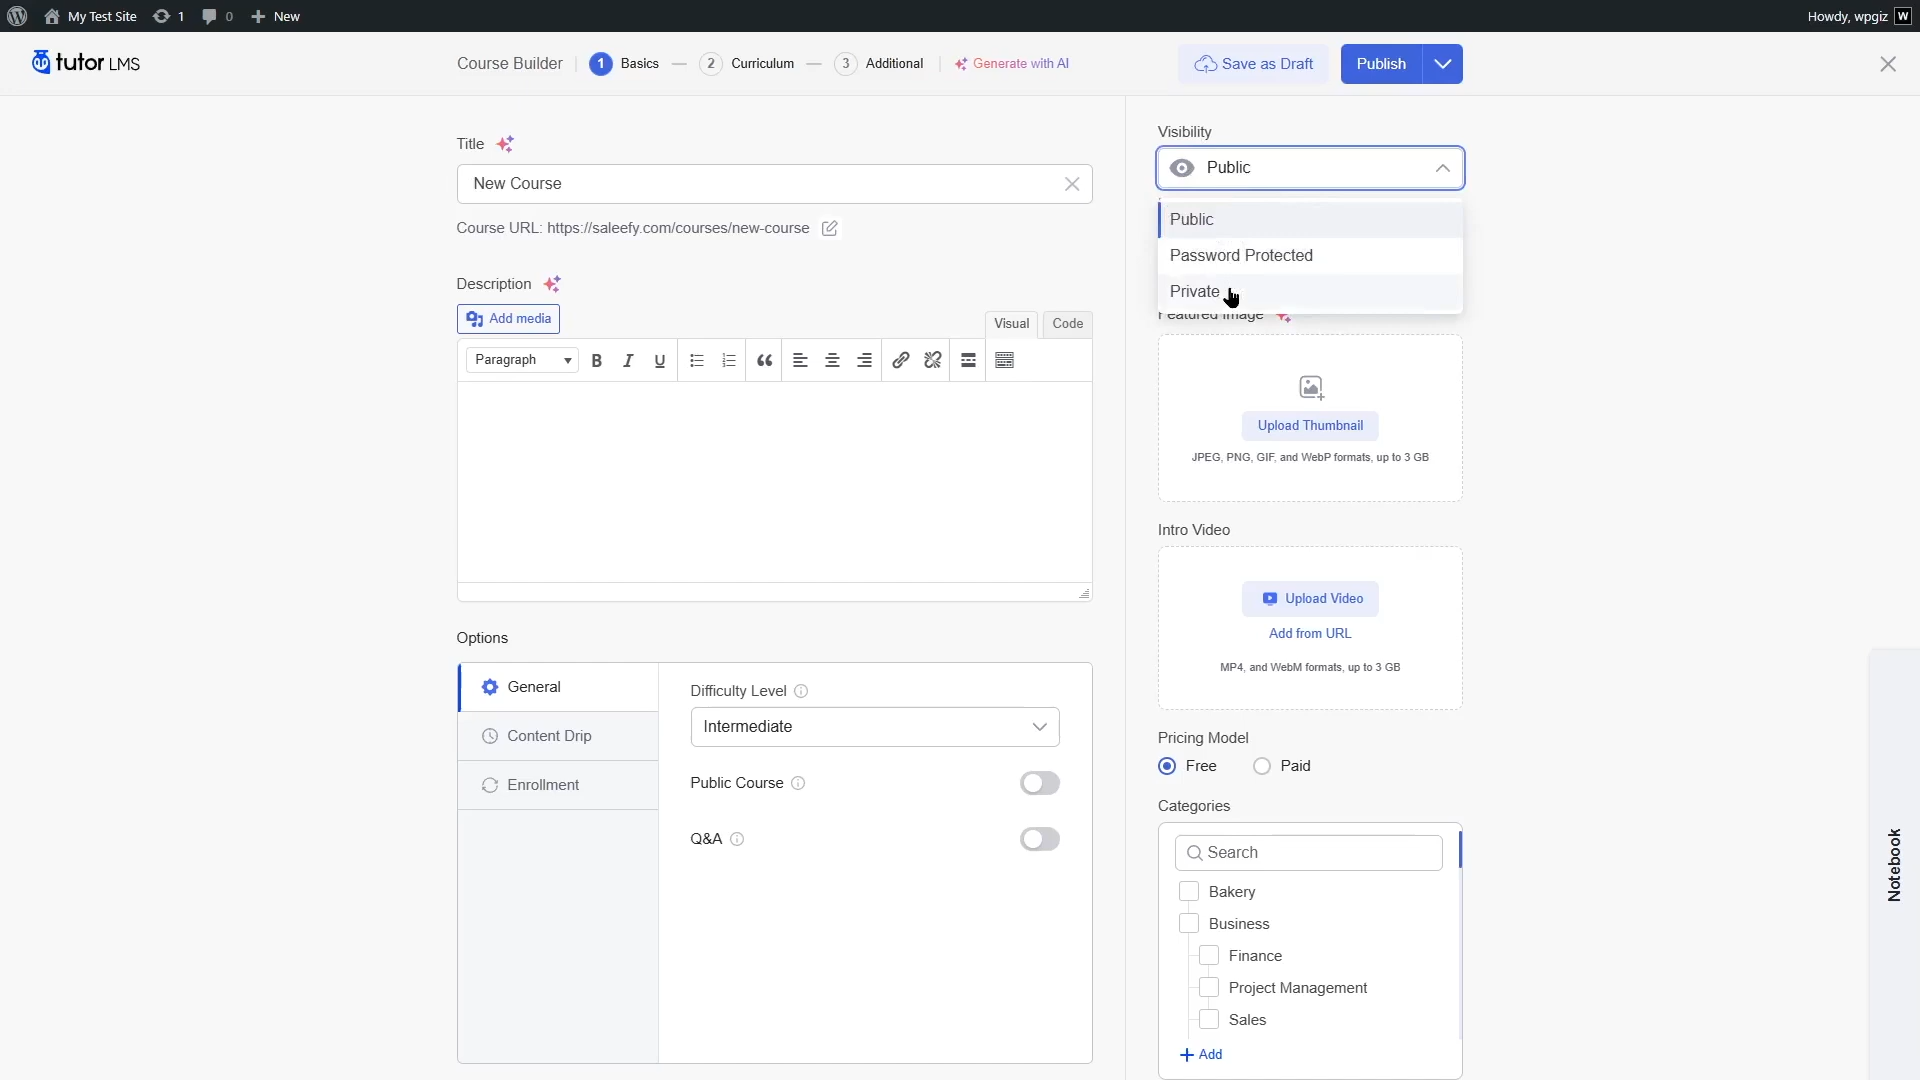 My Test Site 1 0 New Howdy, wpgiz W
tutor LMS Course Builder 1 Basics 2 Curriculum 3 Additional Generate with AI Save as Draft Publish
Title
New Course
Course URL: https://saleefy.com/courses/new-course
Description
Add media
Visual Code
Paragraph B I U
Options
General
Content Drip
Enrollment
Difficulty Level
Intermediate
Public Course
Q&A
Visibility
Public
Public
Password Protected
Private
Featured Image
Upload Thumbnail
JPEG, PNG, GIF, and WebP formats, up to 3 GB
Intro Video
Upload Video
Add from URL
MP4, and WebM formats, up to 3 GB
Pricing Model
Free Paid
Categories
Search
Bakery
Business
Finance
Project Management
Sales
Add
Notebook